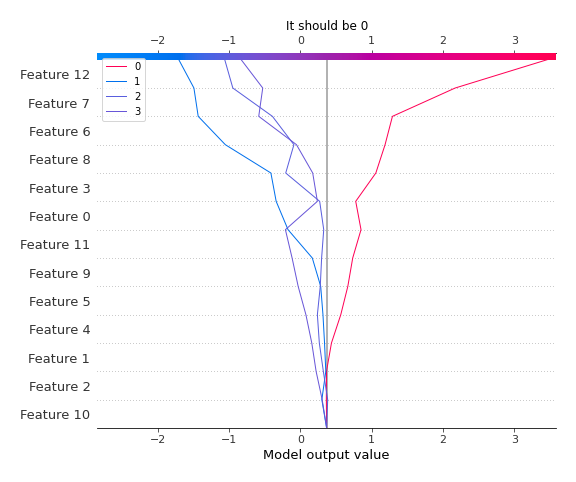 It should be 0
−2 −1 0 1 2 3
0
1
2
3
Feature 12
Feature 7
Feature 6
Feature 8
Feature 3
Feature 0
Feature 11
Feature 9
Feature 5
Feature 4
Feature 1
Feature 2
Feature 10
−2 −1 0 1 2 3
Model output value